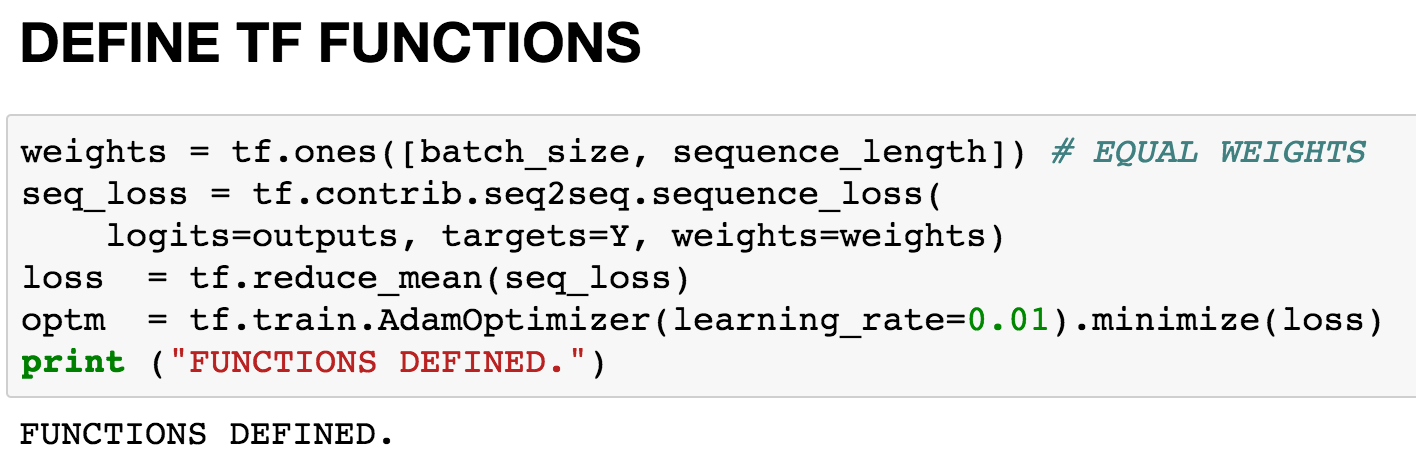 DEFINE TF FUNCTIONS
weights = tf.ones([batch_size, sequence_length]) # EQUAL WEIGHTS
seq_loss = tf.contrib.seq2seq.sequence_loss(
    logits=outputs, targets=Y, weights=weights)
loss  = tf.reduce_mean(seq_loss)
optm  = tf.train.AdamOptimizer(learning_rate=0.01).minimize(loss)
print ("FUNCTIONS DEFINED.")
FUNCTIONS DEFINED.